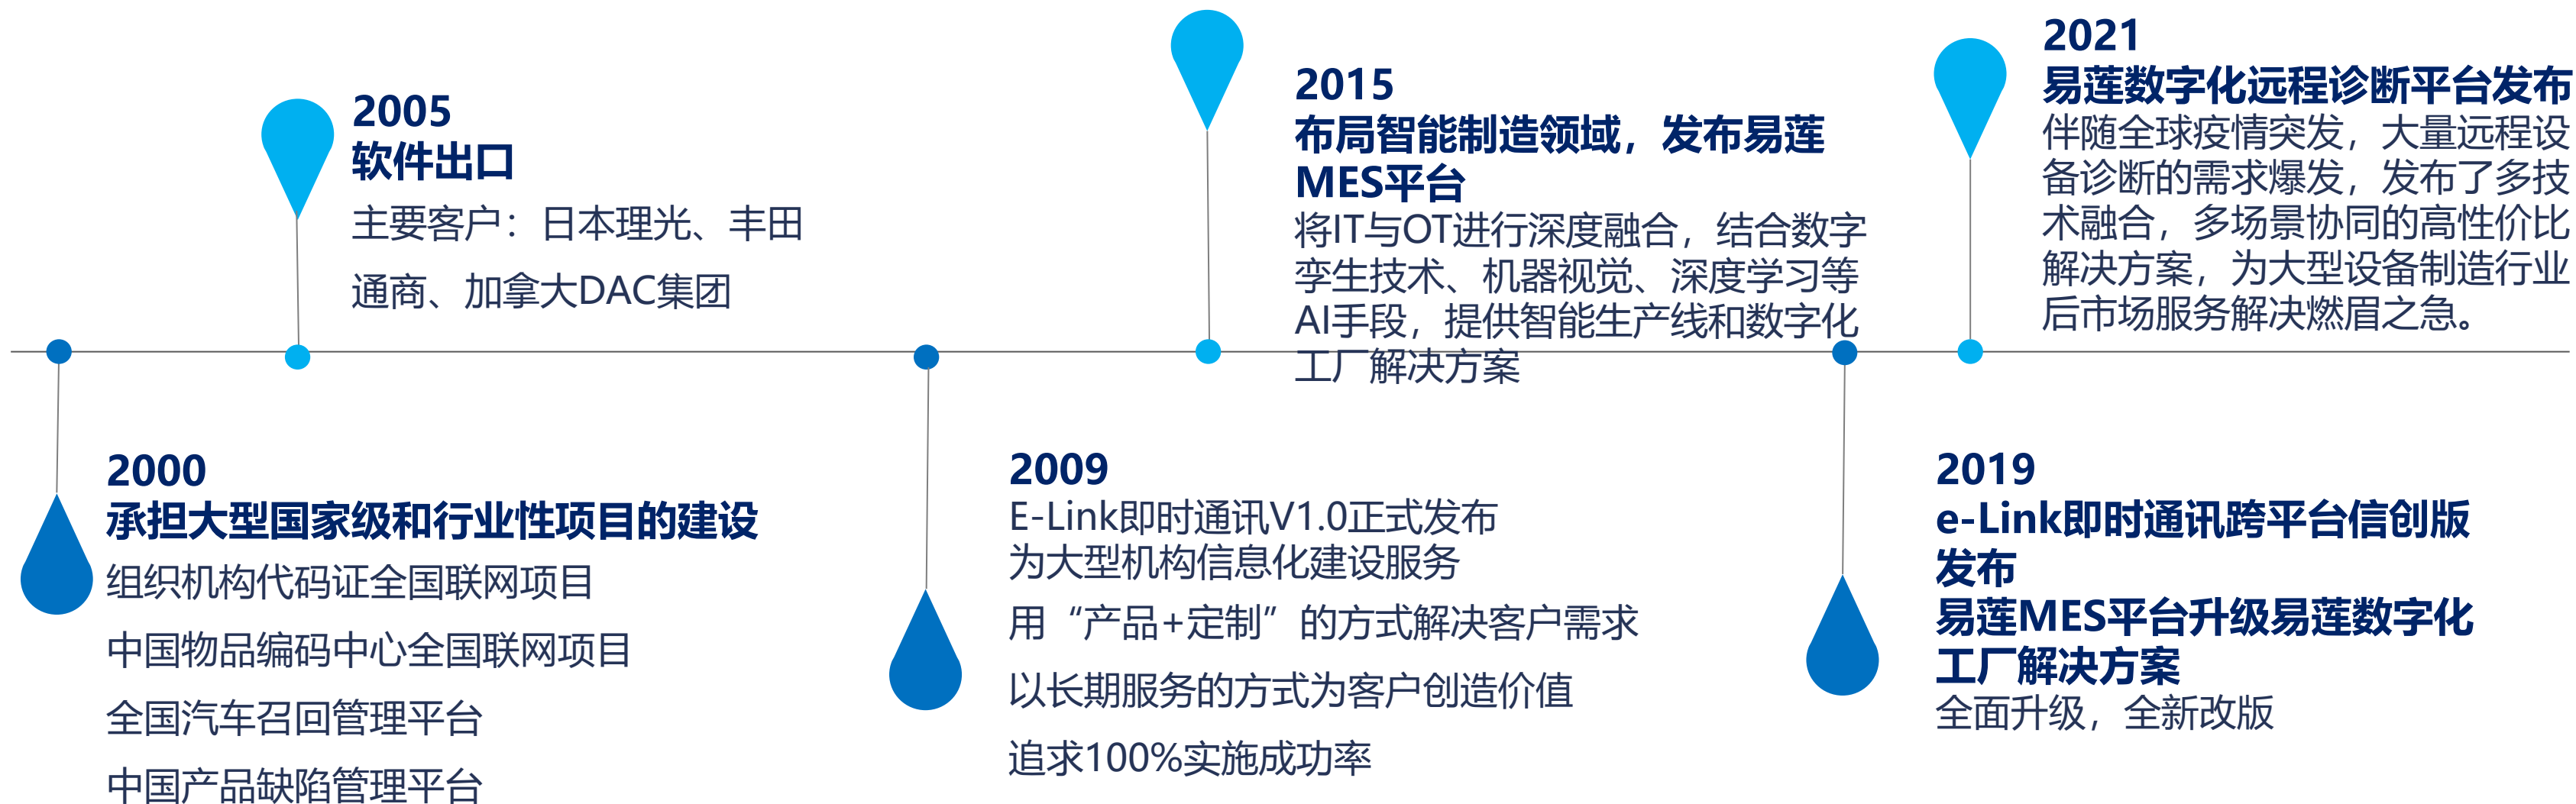 2005
软件出口
主要客户：日本理光、丰田
通商、加拿大DAC集团
2015
布局智能制造领域，发布易莲
MES平台
将IT与OT进行深度融合，结合数字
孪生技术、机器视觉、深度学习等
AI手段，提供智能生产线和数字化
工厂解决方案
2021
易莲数字化远程诊断平台发布
伴随全球疫情突发，大量远程设
备诊断的需求爆发，发布了多技
术融合，多场景协同的高性价比
解决方案，为大型设备制造行业
后市场服务解决燃眉之急。
2000
承担大型国家级和行业性项目的建设
组织机构代码证全国联网项目
中国物品编码中心全国联网项目
全国汽车召回管理平台
中国产品缺陷管理平台
2009
E-Link即时通讯V1.0正式发布
为大型机构信息化建设服务
用“产品+定制”的方式解决客户需求
以长期服务的方式为客户创造价值
追求100%实施成功率
2019
e-Link即时通讯跨平台信创版
发布
易莲MES平台升级易莲数字化
工厂解决方案
全面升级，全新改版